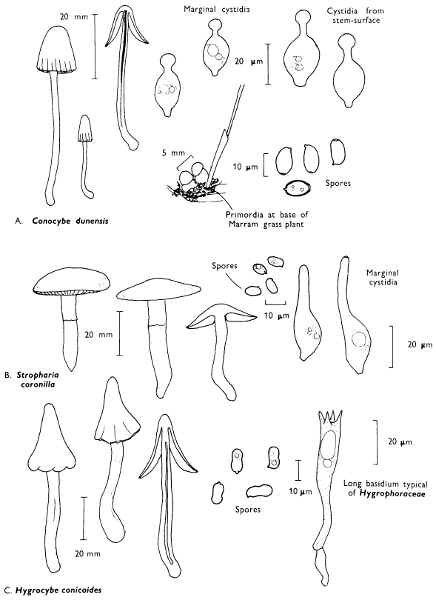 Marginal cystidia
Cystidia from
stem-surface
20 mm
20 µm
5 mm
10 µm
Spores
Primordia at base of
Marram grass plant
A. Conocybe dunensis
Spores
Marginal
cystidia
10 µm
20 mm
20 µm
B. Stropharia
coronilla
20 µm
10 µm
Long basidium typical
of Hygrophoraceae
Spores
20 mm
C. Hygrocybe conicoides